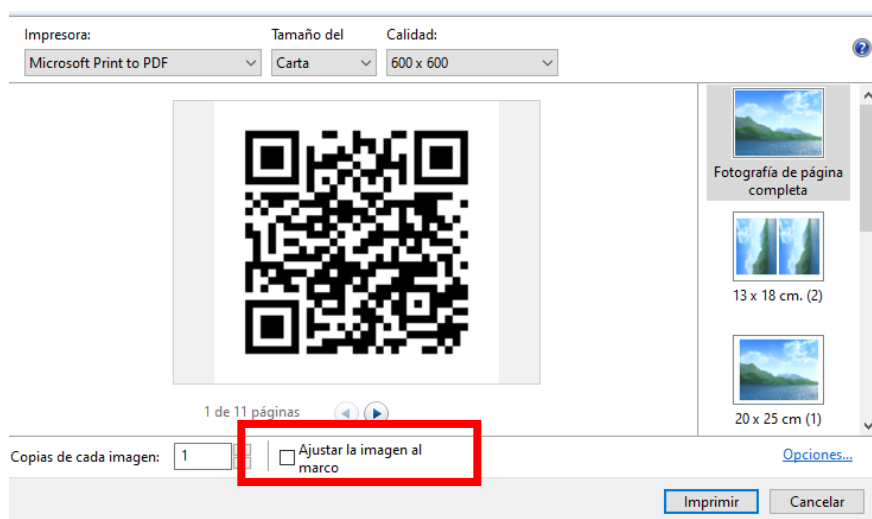 Impresora:
Tamaño del
Calidad:
Microsoft Print to PDF
Carta
600 x 600
?
Fotografía de página
completa
13 x 18 cm. (2)
20 x 25 cm (1)
1 de 11 páginas
Copias de cada imagen:
1
Ajustar la imagen al
marco
Opciones...
Imprimir
Cancelar